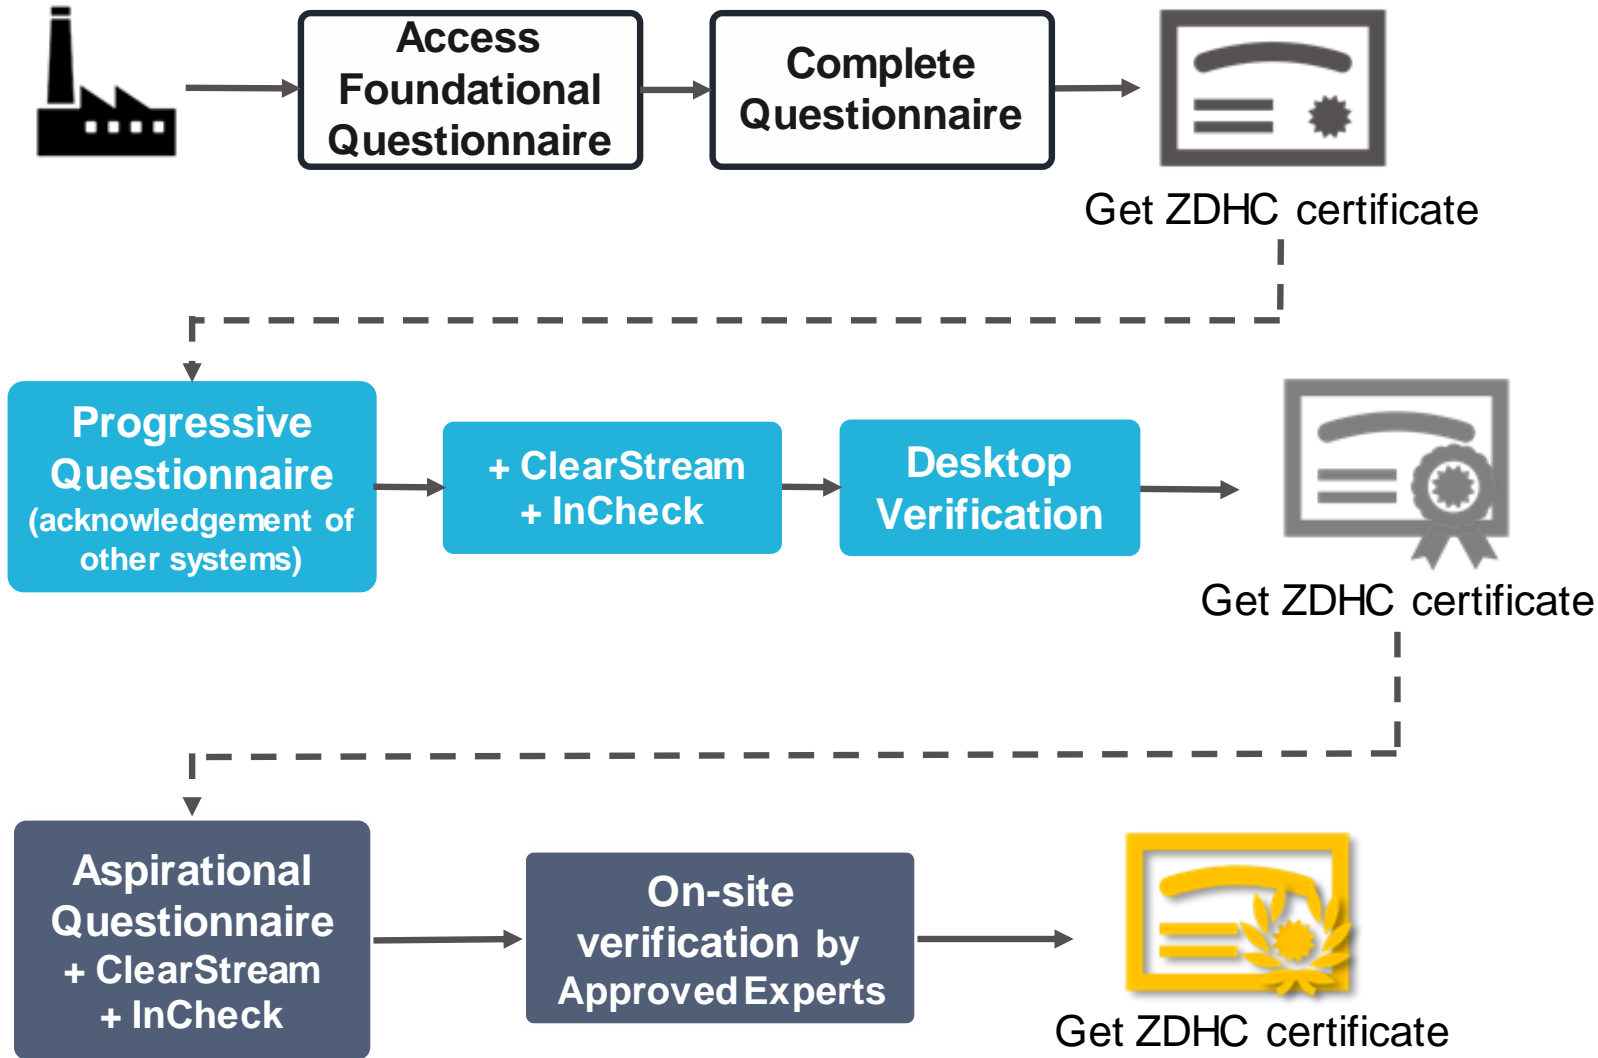 Access
Foundational
Questionnaire
Complete
Questionnaire
Get ZDHC certificate
Progressive
Questionnaire
(acknowledgement of
other systems)
+ ClearStream
+ InCheck
Desktop
Verification
Get ZDHC certificate
Aspirational
Questionnaire
+ ClearStream
+ InCheck
On-site
verification by
Approved Experts
Get ZDHC certificate